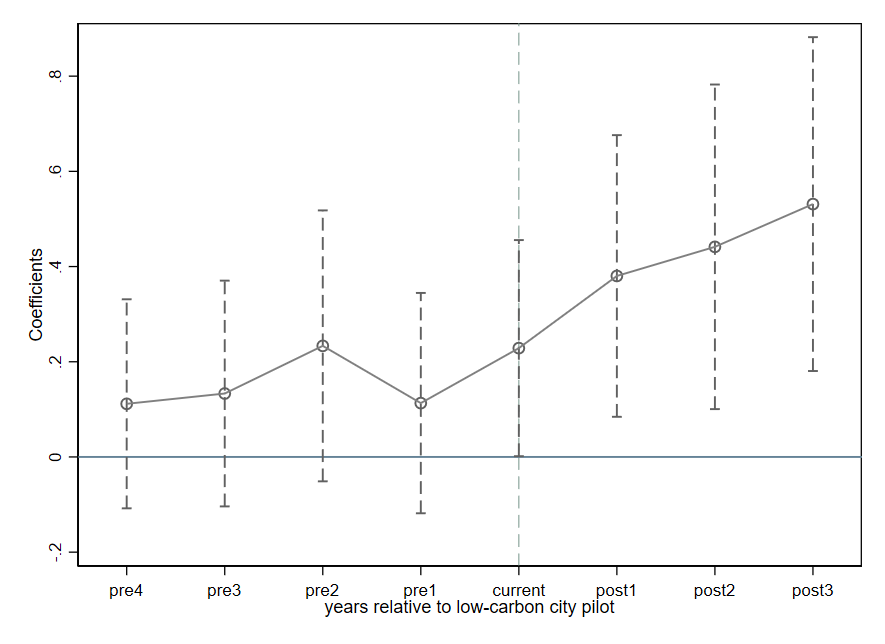 Coefficients
.8
.6
.4
.2
0
-.2
pre4 pre3 pre2 pre1 current post1 post2 post3
years relative to low-carbon city pilot